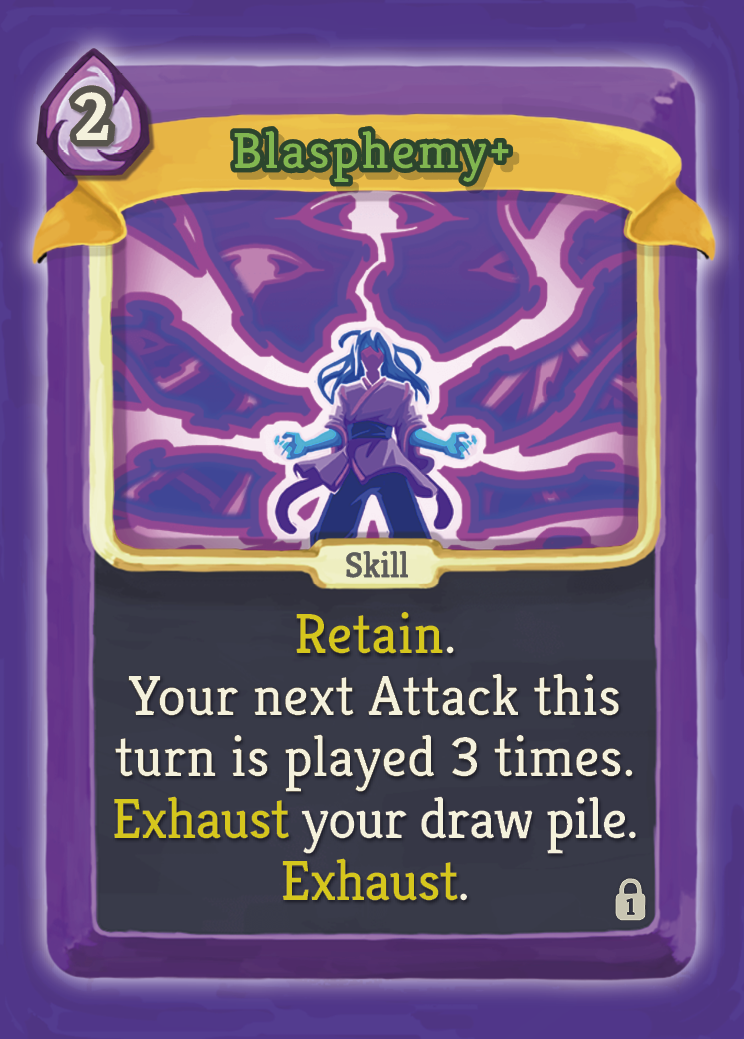 2
Blasphemy+
Skill
Retain.
Your next Attack this
turn is played 3 times.
Exhaust your draw pile.
Exhaust.
1